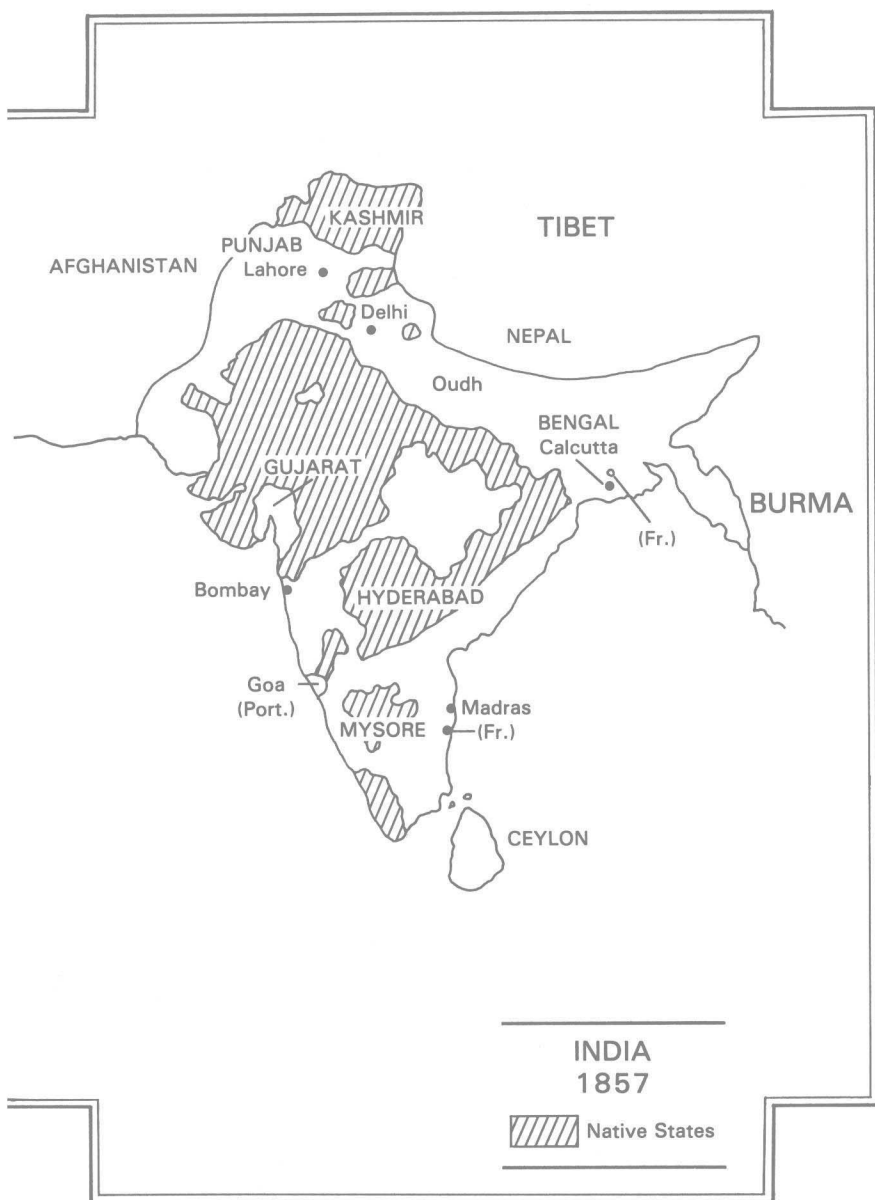 KASHMIR
TIBET
PUNJAB
AFGHANISTAN
Lahore
Delhi
NEPAL
Oudh
BENGAL
Calcutta
GUJARAT
BURMA
(Fr.)
Bombay
HYDERABAD
Goa
(Port.)
Madras
MYSORE
(Fr.)
CEYLON
INDIA
1857
Native States